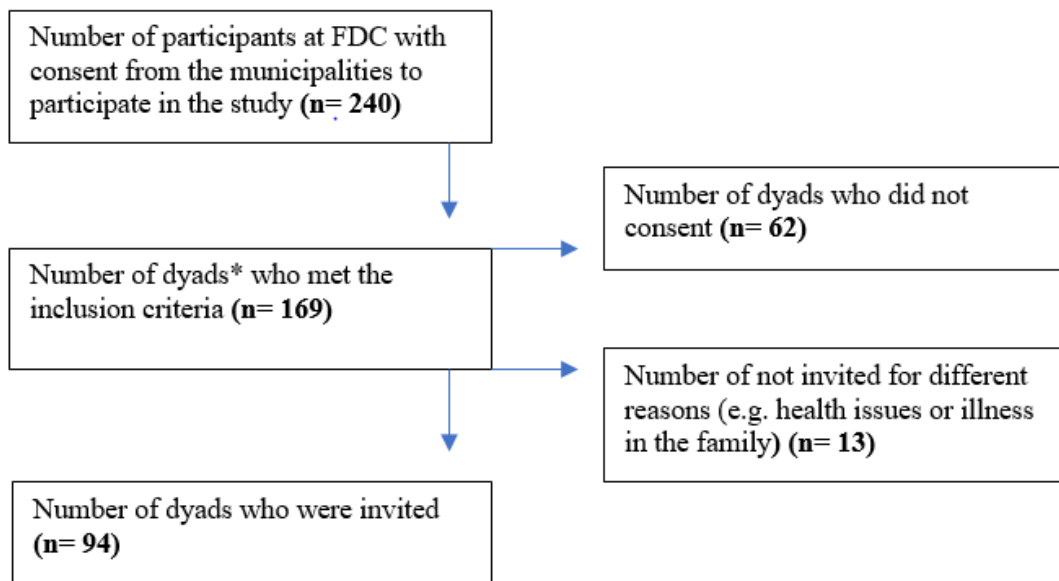 Number of participants at FDC with
consent from the municipalities to
participate in the study (n= 240)
Number of dyads who did not
consent (n= 62)
Number of dyads* who met the
inclusion criteria (n= 169)
Number of not invited for different
reasons (e.g. health issues or illness
in the family) (n= 13)
Number of dyads who were invited
(n= 94)